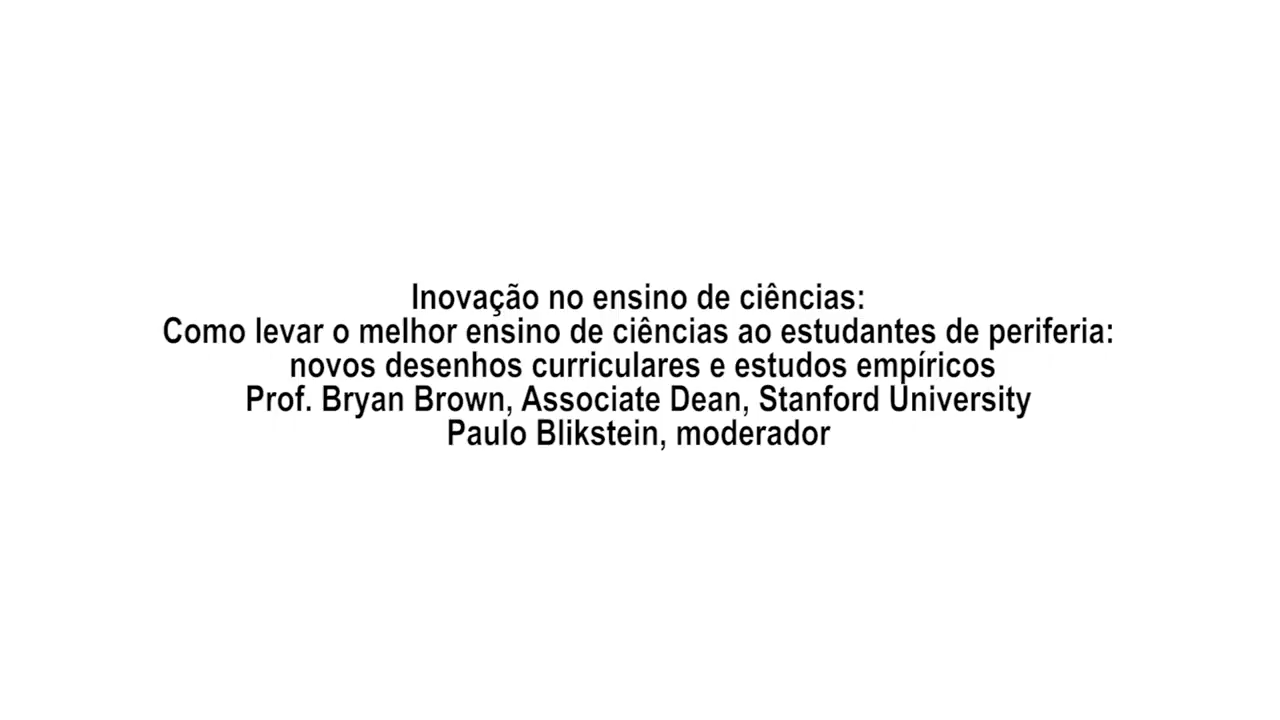 Inovação no ensino de ciências:
Como levar o melhor ensino de ciências ao estudantes de periferia:
novos desenhos curriculares e estudos empíricos
Prof. Bryan Brown, Associate Dean, Stanford University
Paulo Blikstein, moderador